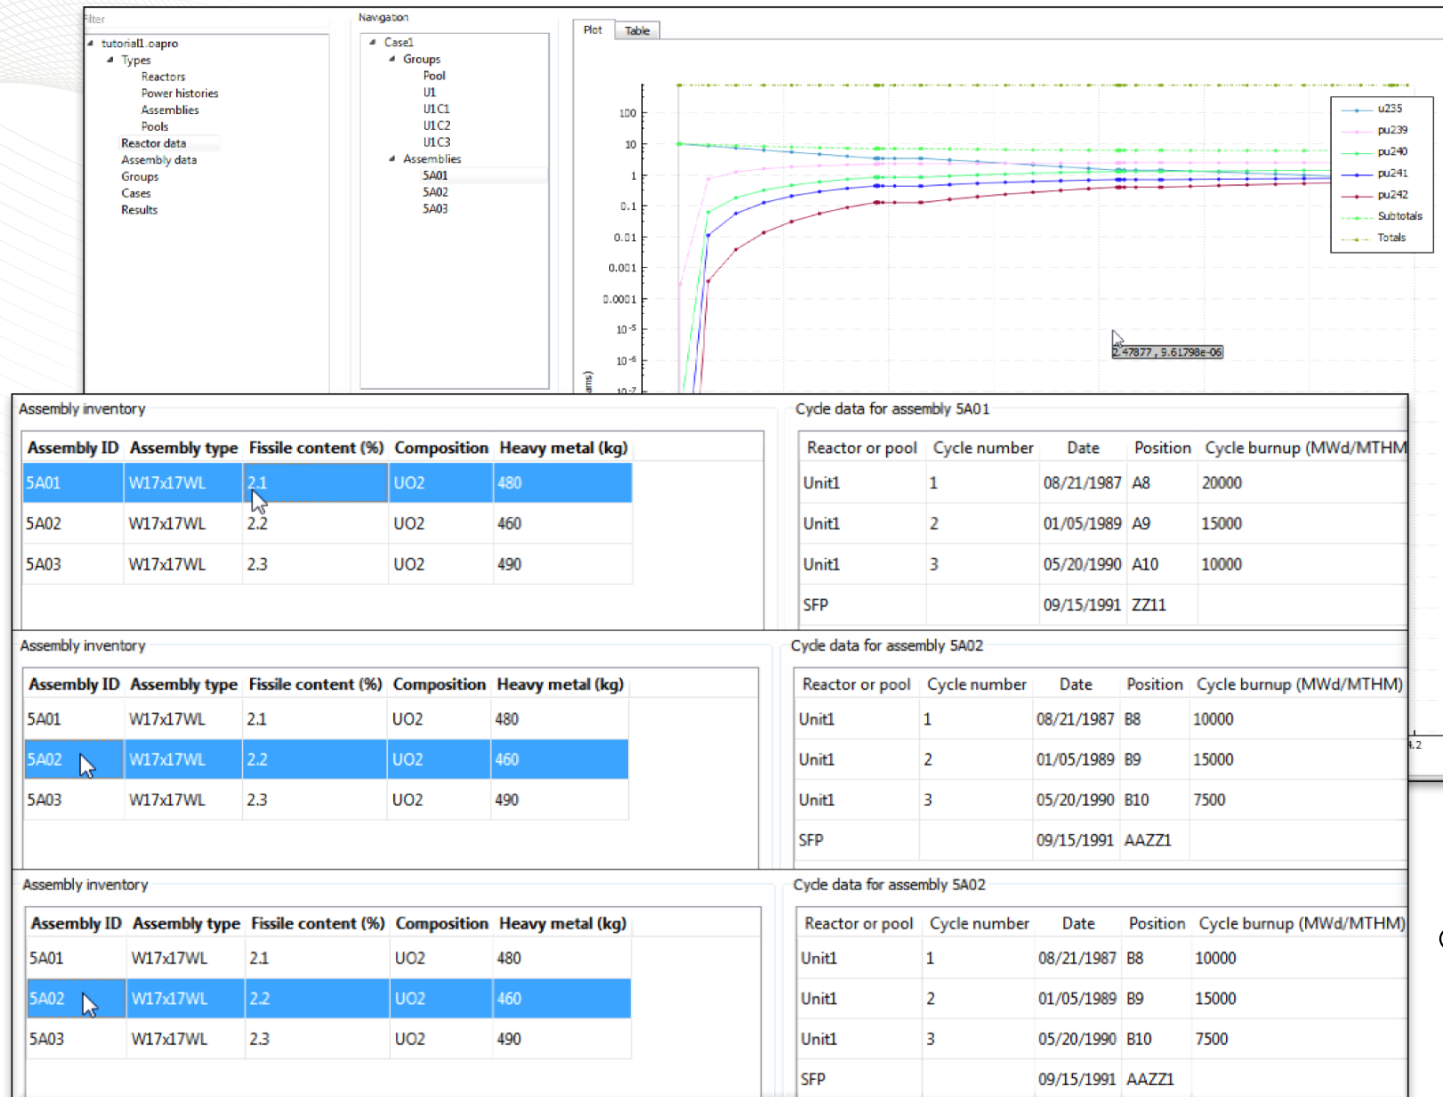 Filter
tutorial1.oapro
Types
Reactors
Power histories
Assemblies
Pools
Reactor data
Assembly data
Groups
Cases
Results
Navigation
Case1
Groups
Pool
U1
U1C1
U1C2
U1C3
Assemblies
5A01
5A02
5A03
Plot Table
100
10
1
0.1
0.01
0.001
0.0001
10-5
10-6
10-7
u235
pu239
pu240
pu241
pu242
Subtotals
Totals
2.47877 , 9.61798e-06
4.2
Assembly inventory
Assembly ID Assembly type Fissile content (%) Composition Heavy metal (kg)
5A01 W17x17WL 2.1 UO2 480
5A02 W17x17WL 2.2 UO2 460
5A03 W17x17WL 2.3 UO2 490
Cycle data for assembly 5A01
Reactor or pool Cycle number Date Position Cycle burnup (MWd/MTHM
Unit1 1 08/21/1987 A8 20000
Unit1 2 01/05/1989 A9 15000
Unit1 3 05/20/1990 A10 10000
SFP 09/15/1991 ZZ11
Assembly inventory
Assembly ID Assembly type Fissile content (%) Composition Heavy metal (kg)
5A01 W17x17WL 2.1 UO2 480
5A02 W17x17WL 2.2 UO2 460
5A03 W17x17WL 2.3 UO2 490
Cycle data for assembly 5A02
Reactor or pool Cycle number Date Position Cycle burnup (MWd/MTHM)
Unit1 1 08/21/1987 B8 10000
Unit1 2 01/05/1989 B9 15000
Unit1 3 05/20/1990 B10 7500
SFP 09/15/1991 AAZZ1
Assembly inventory
Assembly ID Assembly type Fissile content (%) Composition Heavy metal (kg)
5A01 W17x17WL 2.1 UO2 480
5A02 W17x17WL 2.2 UO2 460
5A03 W17x17WL 2.3 UO2 490
Cycle data for assembly 5A02
Reactor or pool Cycle number Date Position Cycle burnup (MWd/MTHM)
Unit1 1 08/21/1987 B8 10000
Unit1 2 01/05/1989 B9 15000
Unit1 3 05/20/1990 B10 7500
SFP 09/15/1991 AAZZ1